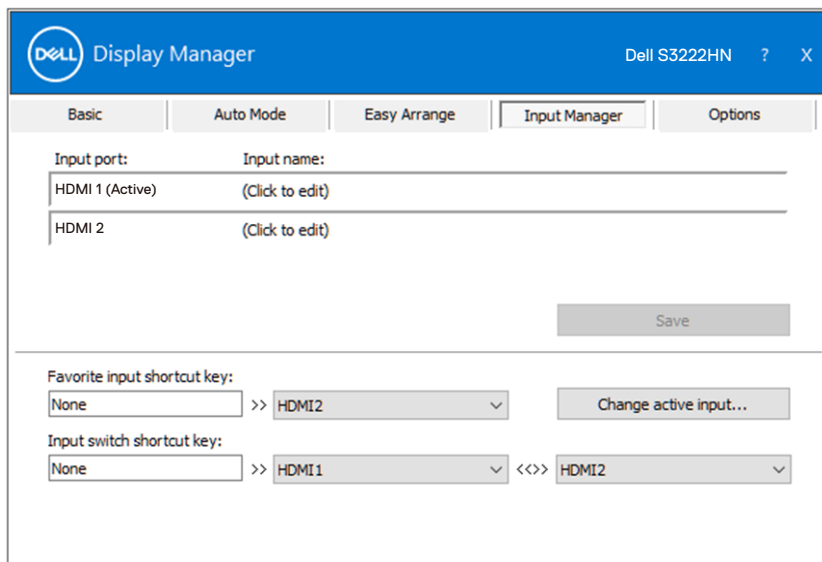 DELL Display Manager Dell S3222HN ? X
Basic Auto Mode Easy Arrange Input Manager Options
Input port: Input name:
HDMI 1 (Active) (Click to edit)
HDMI 2 (Click to edit)
Save
Favorite input shortcut key:
None >> HDMI2 Change active input...
Input switch shortcut key:
None >> HDMI1 <<>> HDMI2